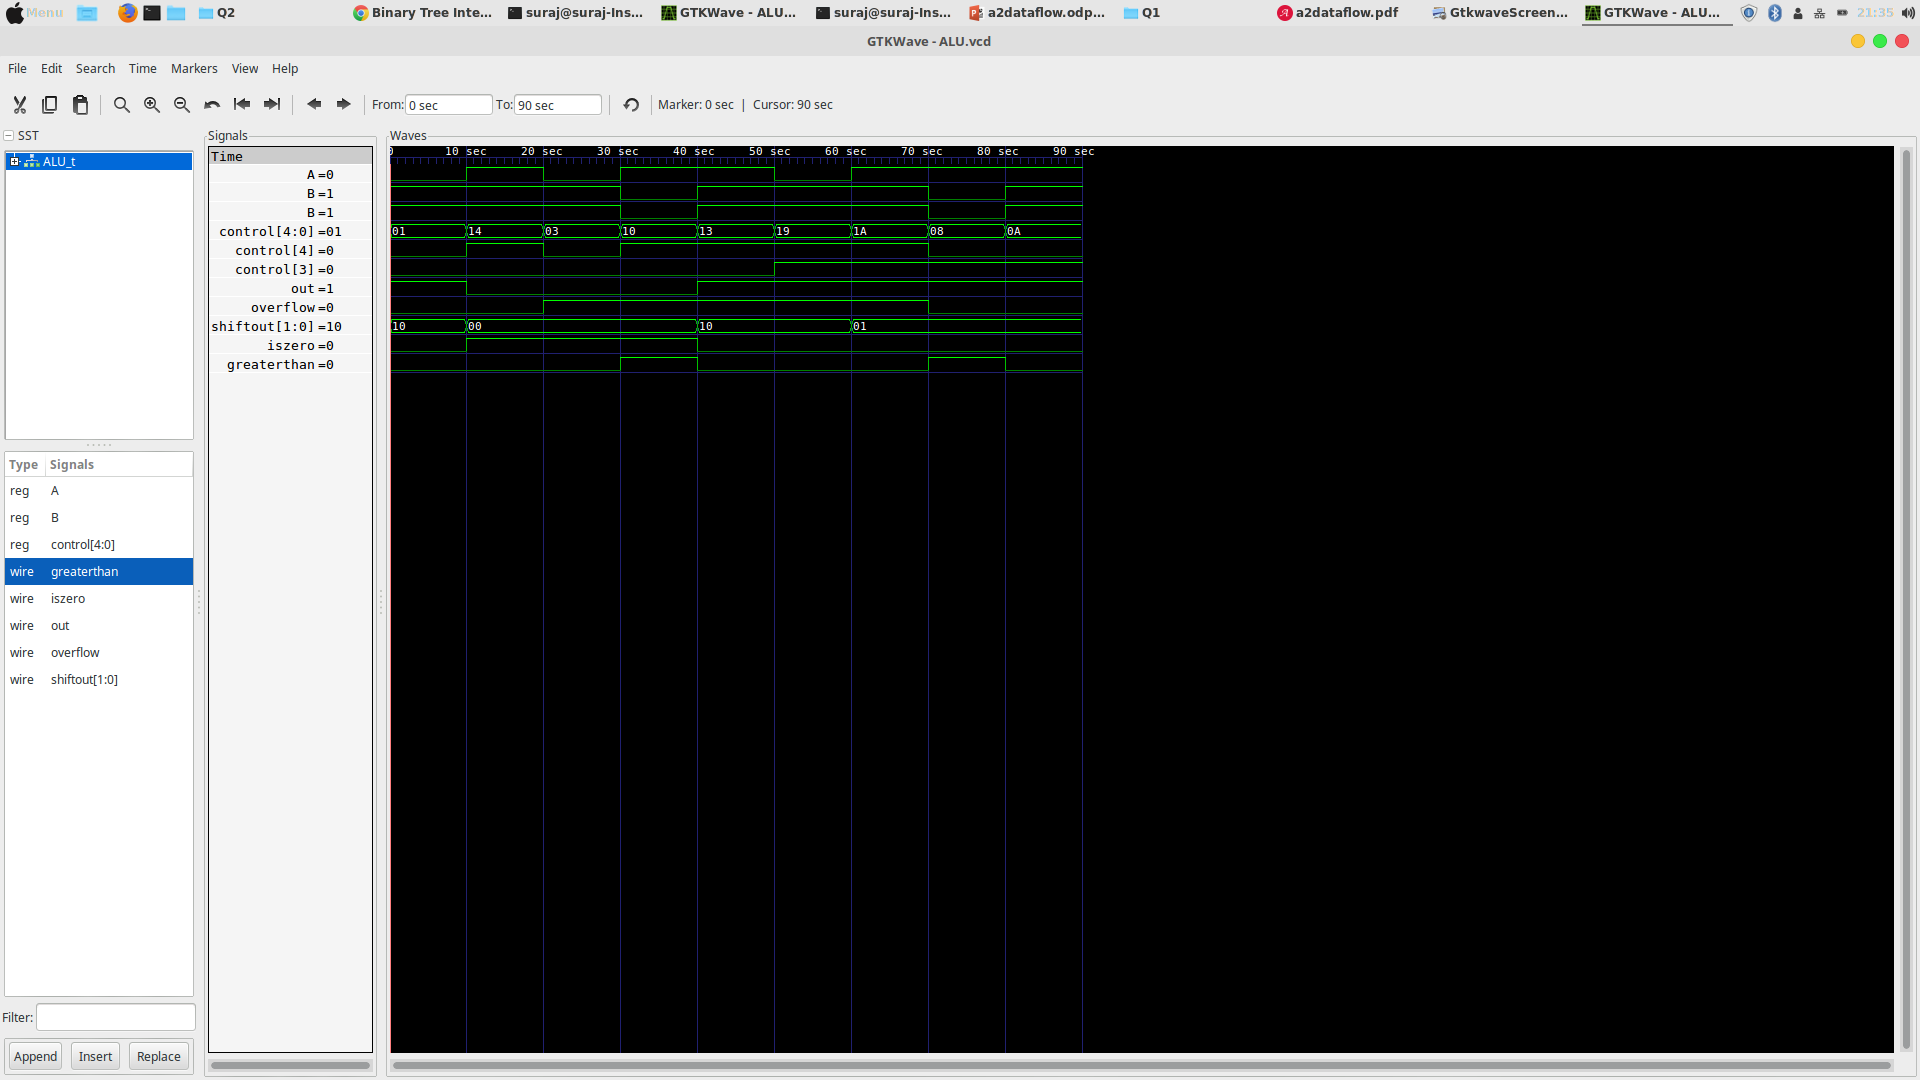 Menu Q2 Binary Tree Inte... suraj@suraj-Ins... GTKWave - ALU... suraj@suraj-Ins... a2dataflow.odp... Q1 a2dataflow.pdf GtkwaveScreen... GTKWave - ALU... 21:35
GTKWave - ALU.vcd
File Edit Search Time Markers View Help
From: 0 sec To: 90 sec Marker: 0 sec | Cursor: 90 sec
SST
ALU_t
Type Signals
reg A
reg B
reg control[4:0]
wire greaterthan
wire iszero
wire out
wire overflow
wire shiftout[1:0]
Filter:
Append Insert Replace
Signals
Time
A=0
B=1
B=1
control[4:0]=01
control[4]=0
control[3]=0
out=1
overflow=0
shiftout[1:0]=10
iszero=0
greaterthan=0
Waves
0 10 sec 20 sec 30 sec 40 sec 50 sec 60 sec 70 sec 80 sec 90 sec
01 14 03 10 13 19 1A 08 0A
10 00 10 01